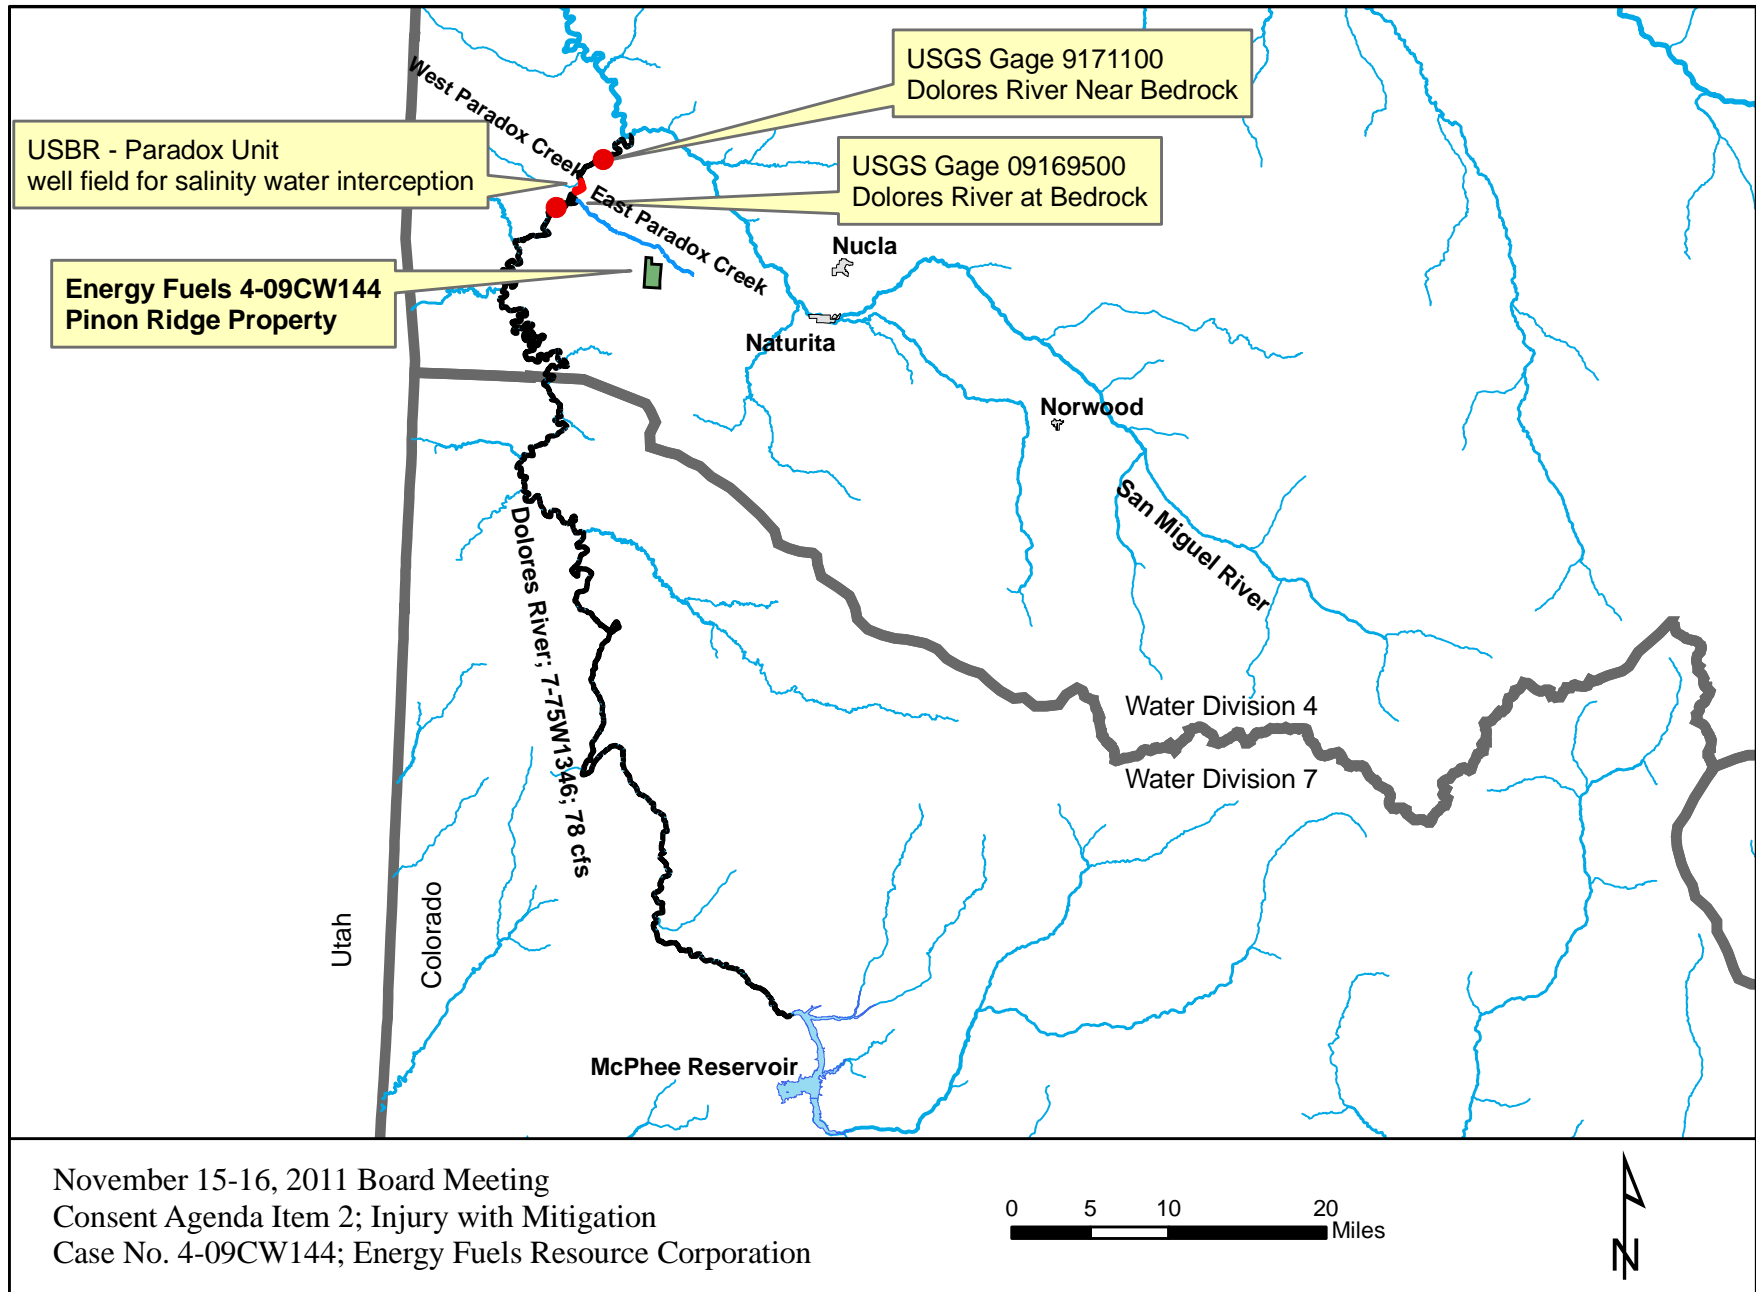 West Paradox Creek
USGS Gage 9171100
Dolores River Near Bedrock
USBR - Paradox Unit
well field for salinity water interception
USGS Gage 09169500
Dolores River at Bedrock
East Paradox Creek
Nucla
Energy Fuels 4-09CW144
Pinon Ridge Property
Naturita
Norwood
San Miguel River
Dolores River; 7-75W1346; 78 cfs
Water Division 4
Water Division 7
Utah
Colorado
McPhee Reservoir
November 15-16, 2011 Board Meeting
Consent Agenda Item 2; Injury with Mitigation
Case No. 4-09CW144; Energy Fuels Resource Corporation
0 5 10 20
Miles
N